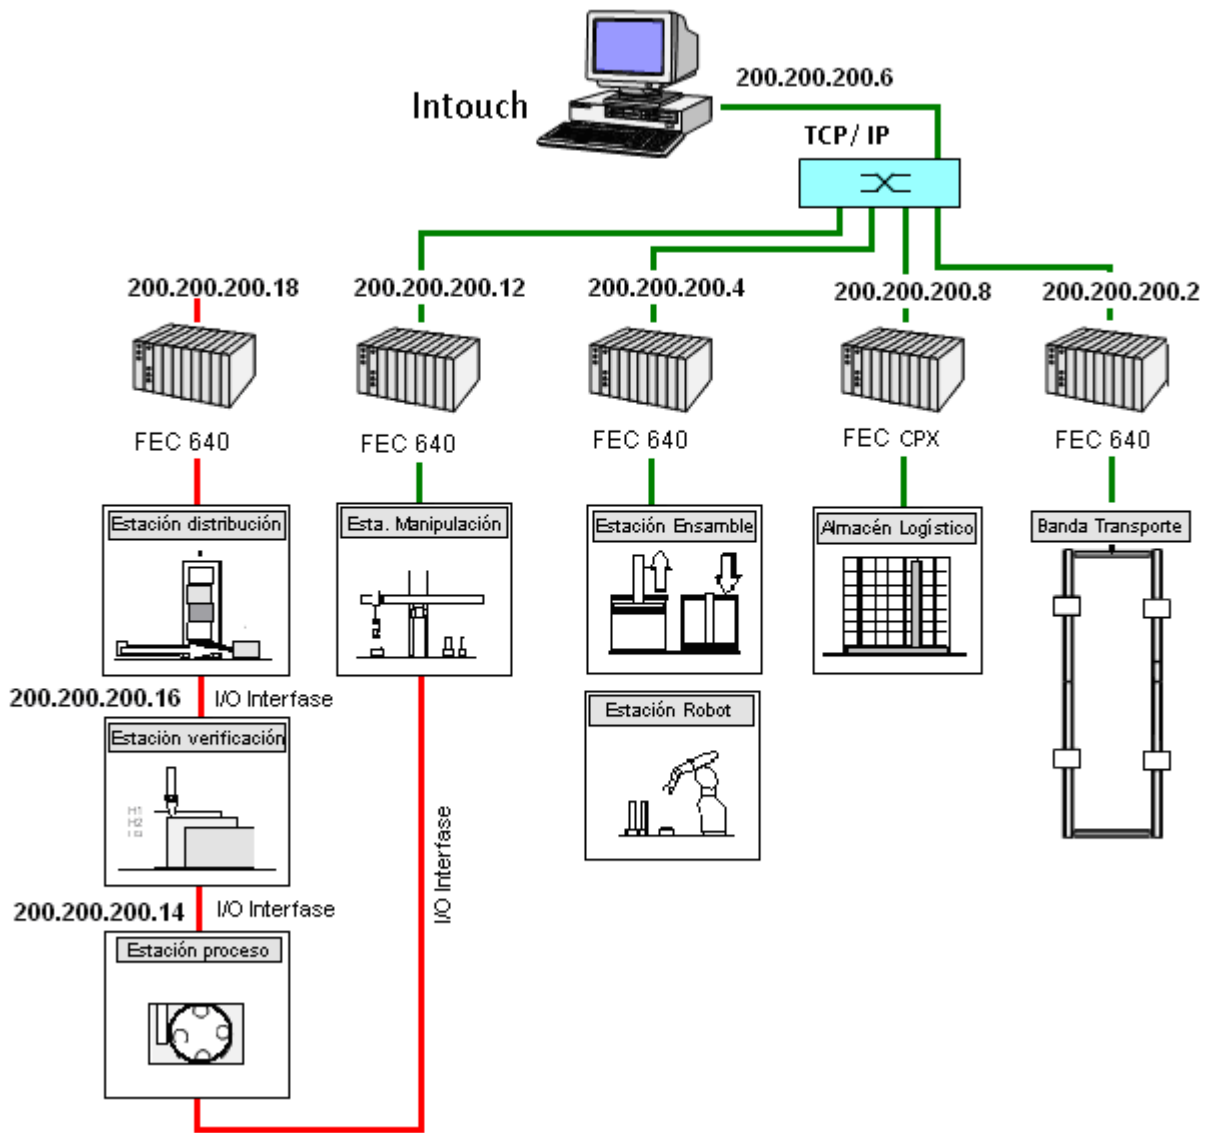 200.200.200.6
Intouch
TCP/ IP
200.200.200.18
200.200.200.12
200.200.200.4
200.200.200.8
200.200.200.2
FEC 640
FEC 640
FEC 640
FEC CPX
FEC 640
Estación distribución
Esta. Manipulación
Estación Ensamble
Almacén Logístico
Banda Transporte
200.200.200.16
I/O Interfase
Estación verificación
H1
H2
Estación Robot
I/O Interfase
200.200.200.14
I/O Interfase
Estación proceso